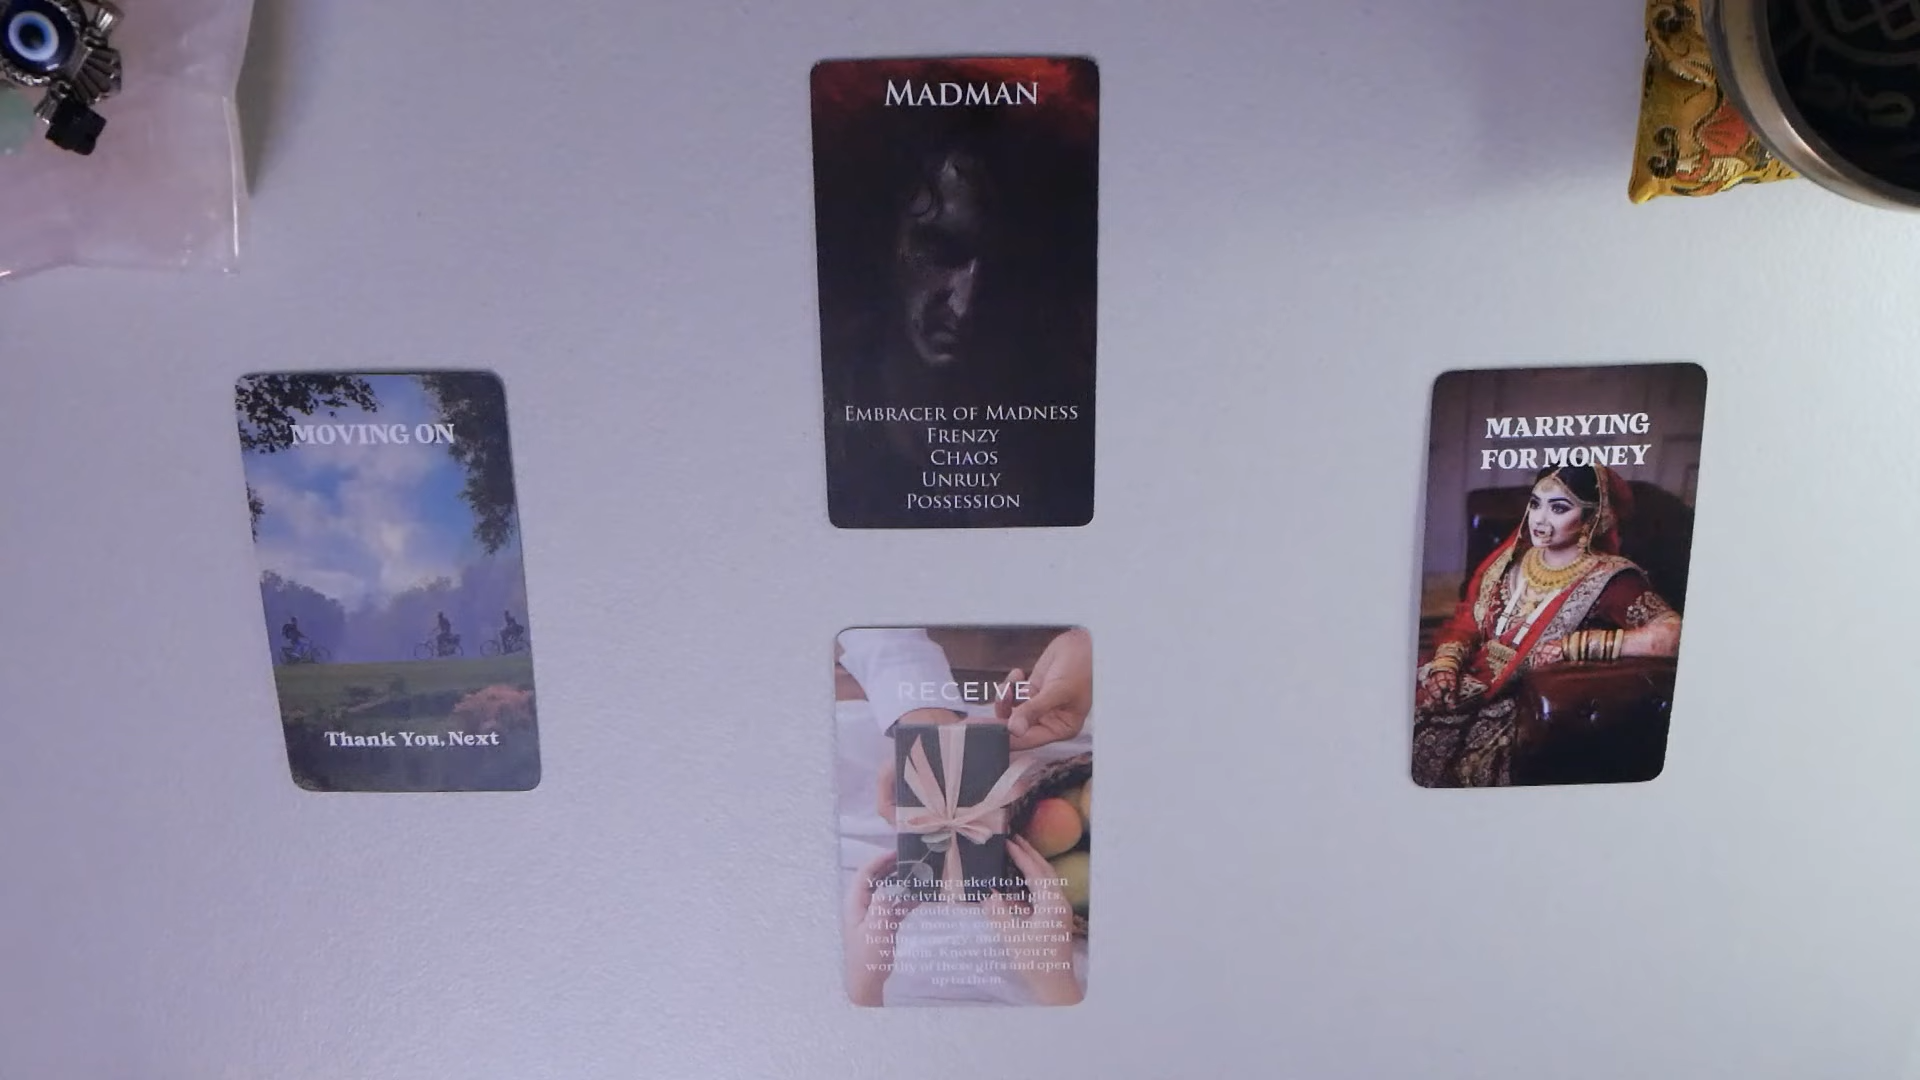 MADMAN
EMBRACER OF MADNESS
FRENZY
CHAOS
UNRULY
POSSESSION
MOVING ON
Thank You, Next
MARRYING
FOR MONEY
RECEIVE
You're being asked to be open
to receiving universal gifts.
These could come in the form
of love, money, compliments,
healing energy, and universal
wisdom. Know that you're
worthy of these gifts and open
up to them.